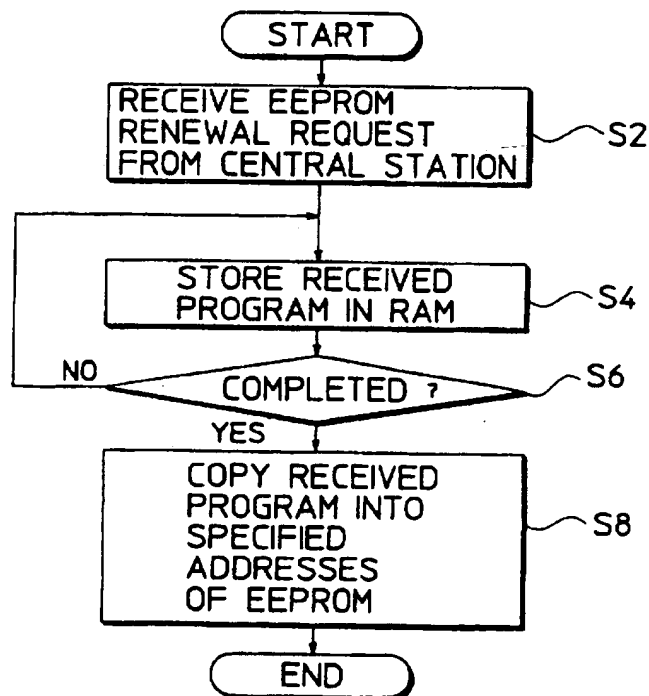 START
RECEIVE EEPROM
RENEWAL REQUEST
FROM CENTRAL STATION
S2
STORE RECEIVED
PROGRAM IN RAM
S4
NO
COMPLETED ?
S6
YES
COPY RECEIVED
PROGRAM INTO
SPECIFIED
ADDRESSES
OF EEPROM
S8
END